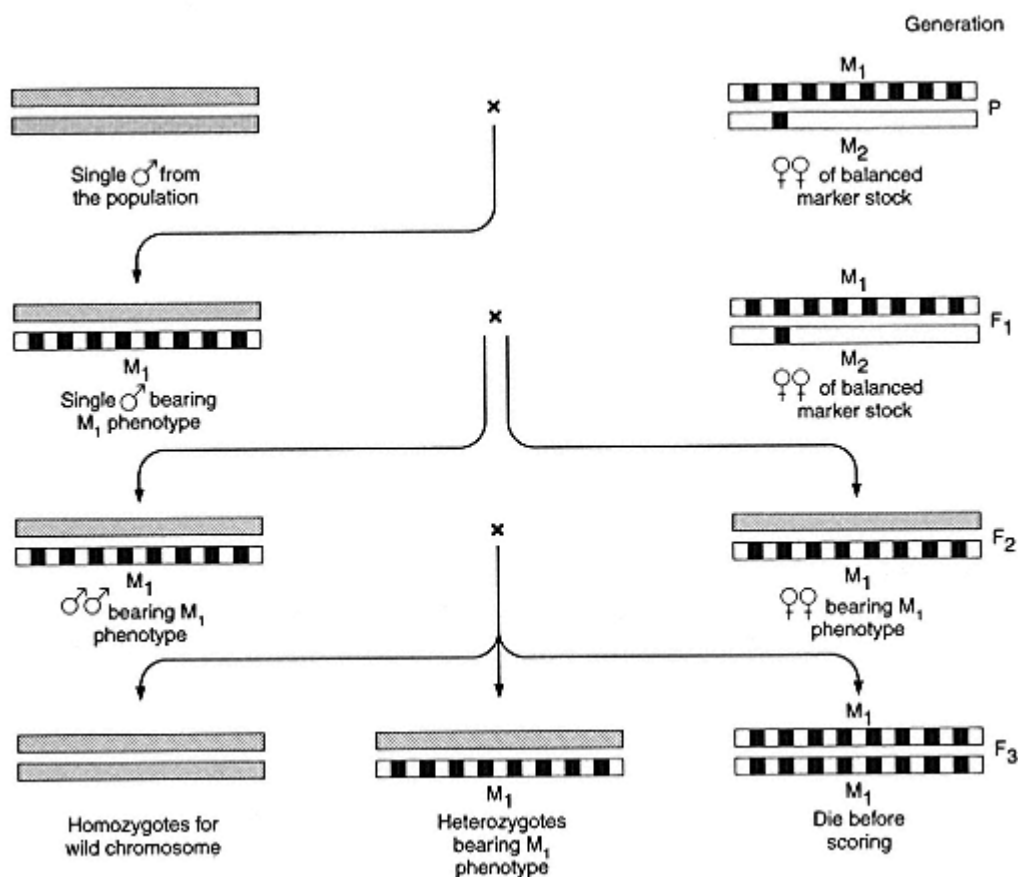 Generation
M1
P
M2
Single ♂ from
the population
♀♀ of balanced
marker stock
×
M1
F1
M1
M2
Single ♂ bearing
M1 phenotype
♀♀ of balanced
marker stock
×
F2
M1
♂♂ bearing M1
phenotype
M1
♀♀ bearing M1
phenotype
×
M1
F3
M1
M1
Homozygotes for
wild chromosome
Heterozygotes
bearing M1
phenotype
Die before
scoring